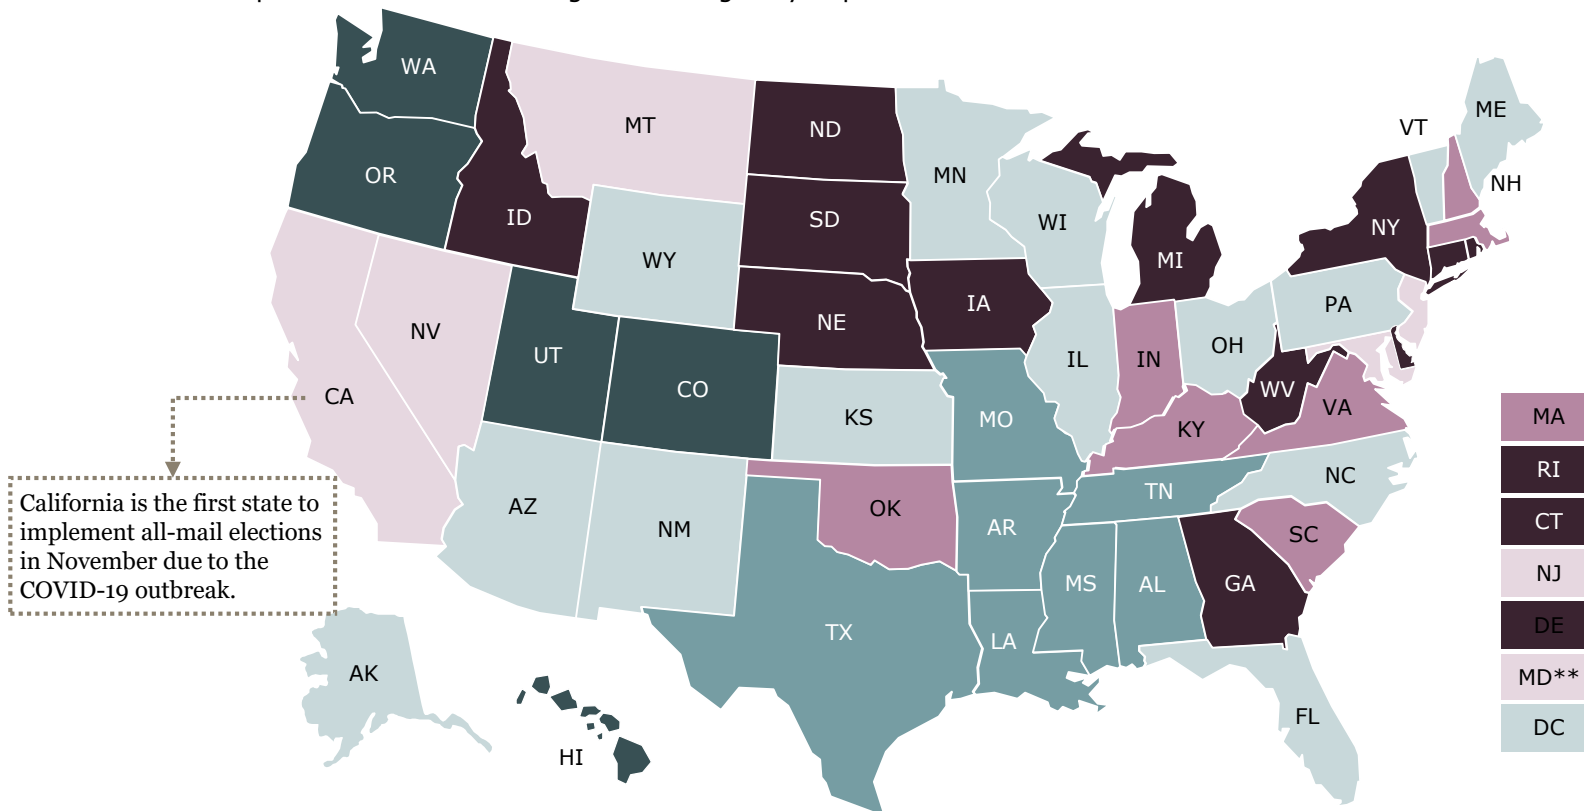 WA
MT
ND
ME
VT
OR
MN
NH
ID
SD
WI
NY
WY
MI
IA
PA
NV
NE
UT
OH
IL
IN
CO
WV
CA
VA
KS
MO
KY
MA
RI
NC
TN
AZ
OK
California is the first state to
implement all-mail elections
in November due to the
COVID-19 outbreak.
NM
AR
SC
CT
MS
AL
GA
NJ
TX
LA
DE
AK
MD**
FL
DC
HI